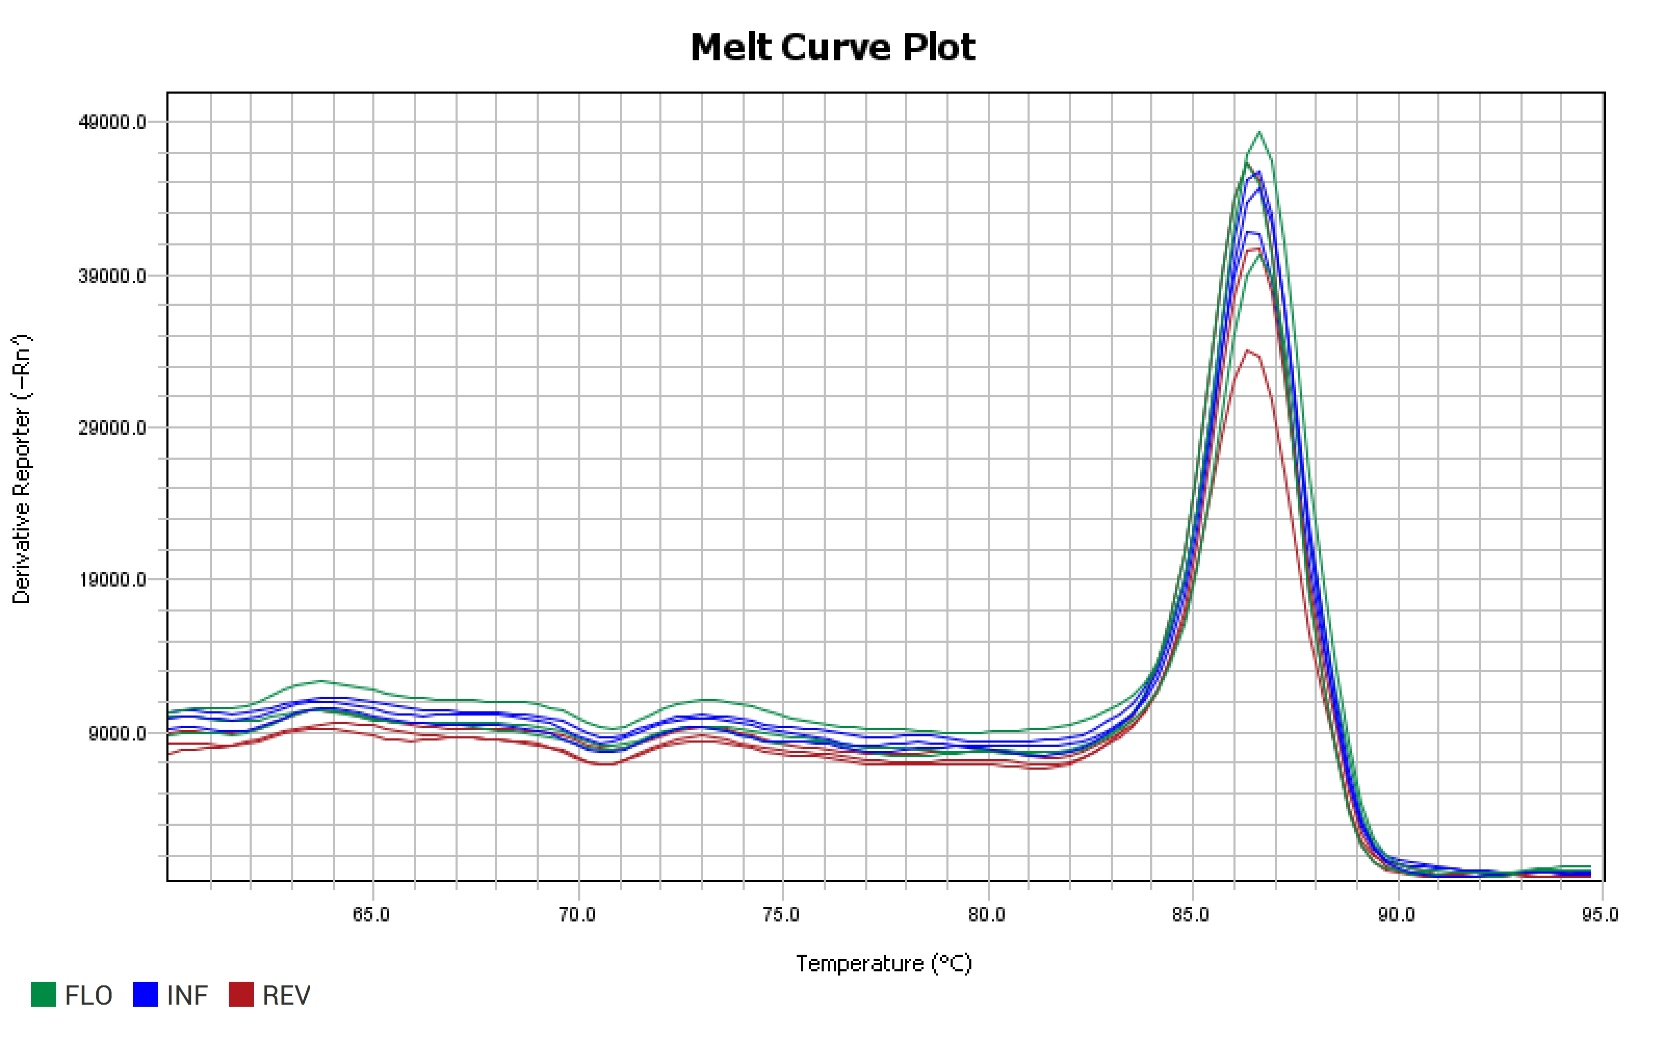 Melt Curve Plot
49000.0
39000.0
29000.0
19000.0
9000.0
Derivative Reporter (−Rn')
65.0 70.0 75.0 80.0 85.0 90.0 95.0
Temperature (°C)
FLO INF REV